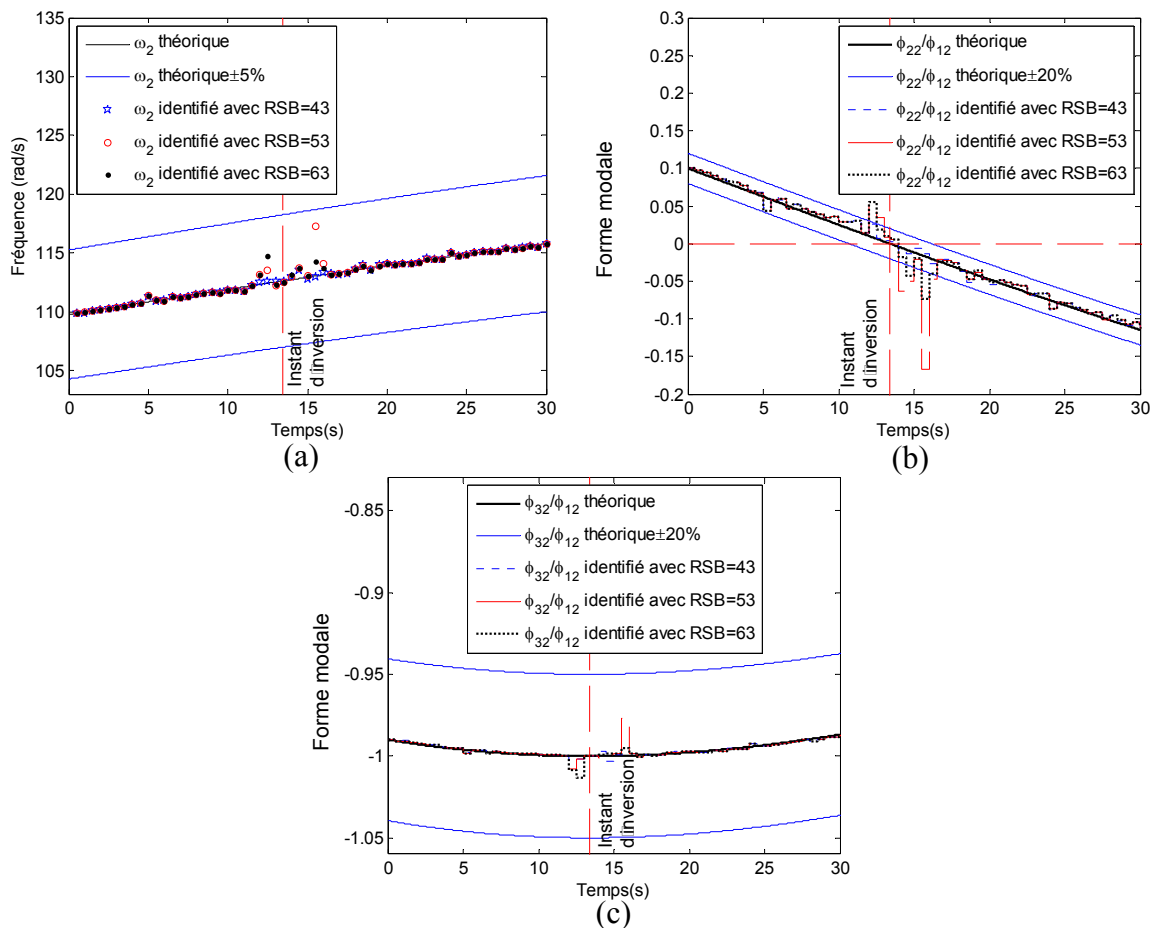 135
130
125
120
115
110
105
103
Fréquence (rad/s)
ω2 théorique
ω2 théorique±5%
ω2 identifié avec RSB=43
ω2 identifié avec RSB=53
ω2 identifié avec RSB=63
Instant
d□inversion
0 5 10 15 20 25 30
Temps(s)
(a)
0.3
0.25
0.2
0.15
0.1
0.05
0
-0.05
-0.1
-0.15
-0.2
Forme modale
ϕ22/ϕ12 théorique
ϕ22/ϕ12 théorique±20%
ϕ22/ϕ12 identifié avec RSB=43
ϕ22/ϕ12 identifié avec RSB=53
ϕ22/ϕ12 identifié avec RSB=63
Instant
d□inversion
0 5 10 15 20 25 30
Temps(s)
(b)
-0.85
-0.9
-0.95
-1
-1.05
Forme modale
ϕ32/ϕ12 théorique
ϕ32/ϕ12 théorique±20%
ϕ32/ϕ12 identifié avec RSB=43
ϕ32/ϕ12 identifié avec RSB=53
ϕ32/ϕ12 identifié avec RSB=63
Instant
d□inversion
0 5 10 15 20 25 30
Temps(s)
(c)